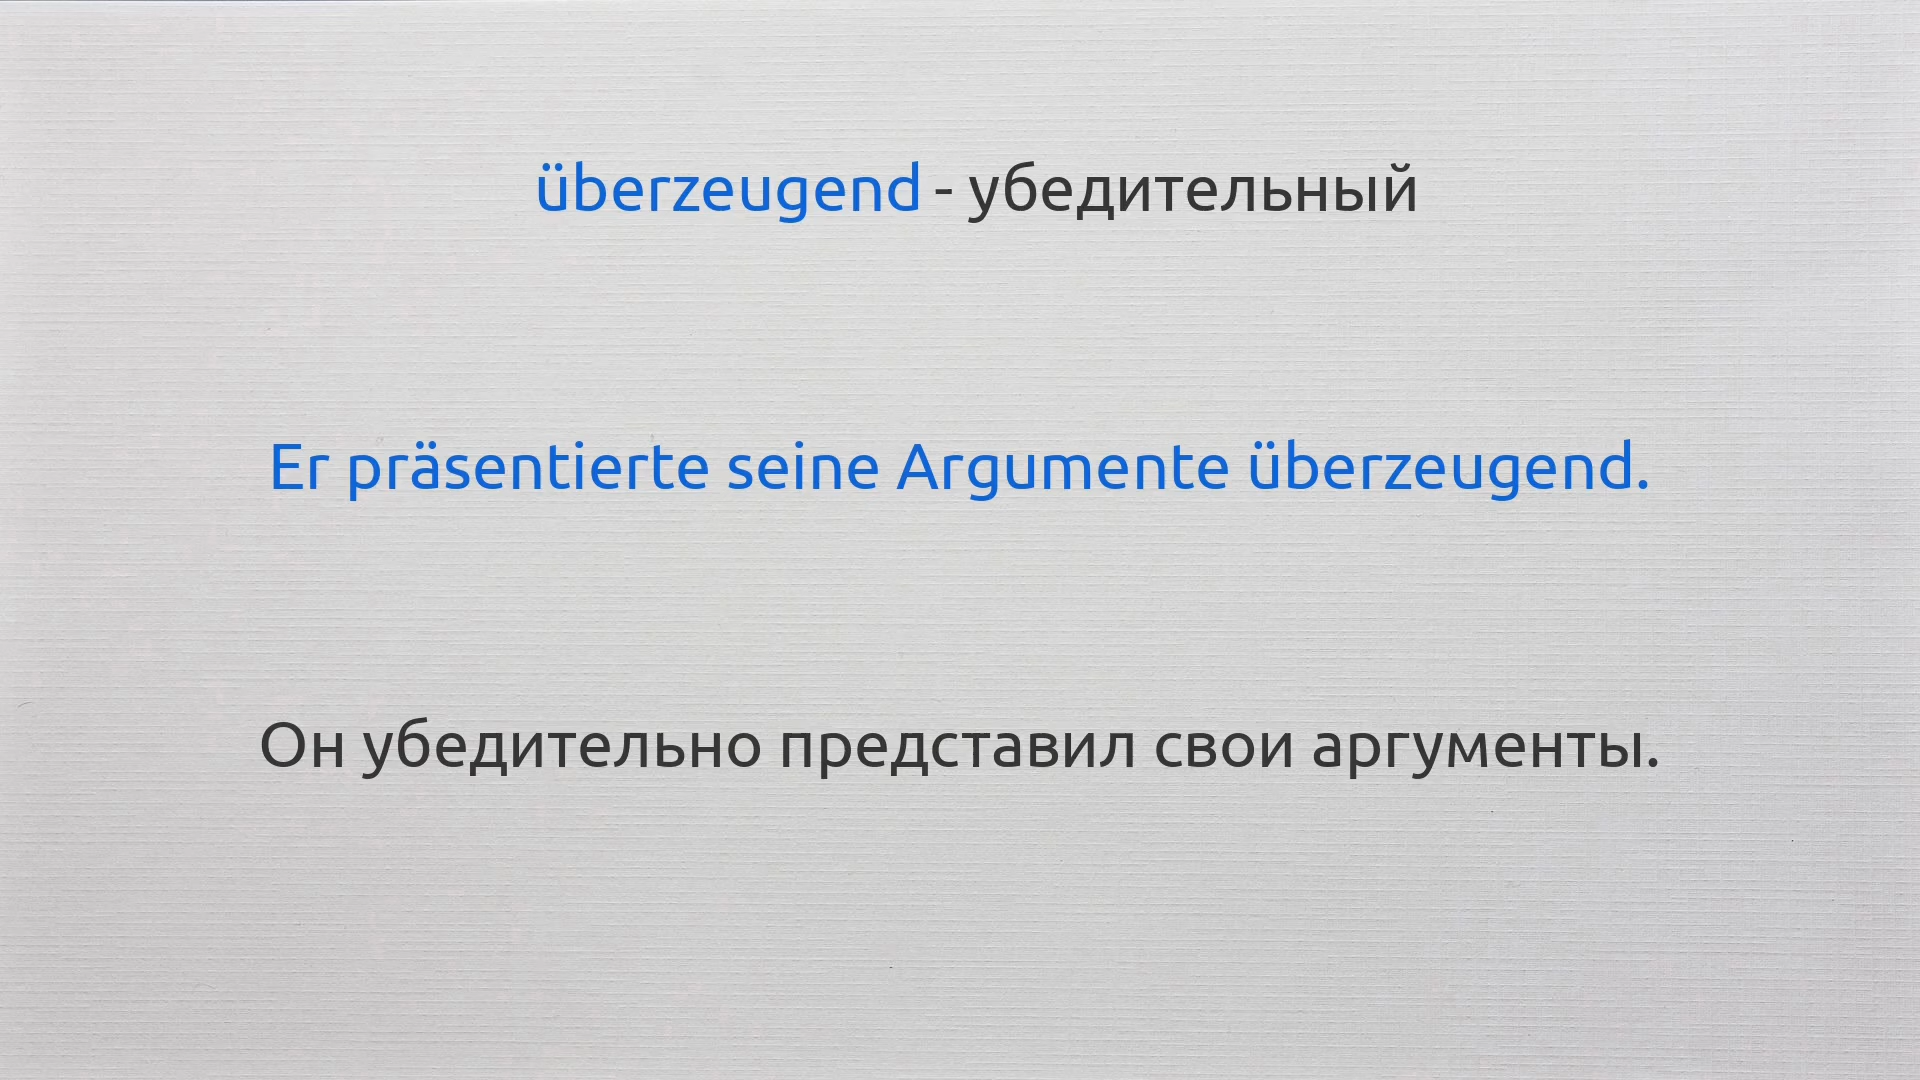 überzeugend - убедительный
Er präsentierte seine Argumente überzeugend.
Он убедительно представил свои аргументы.